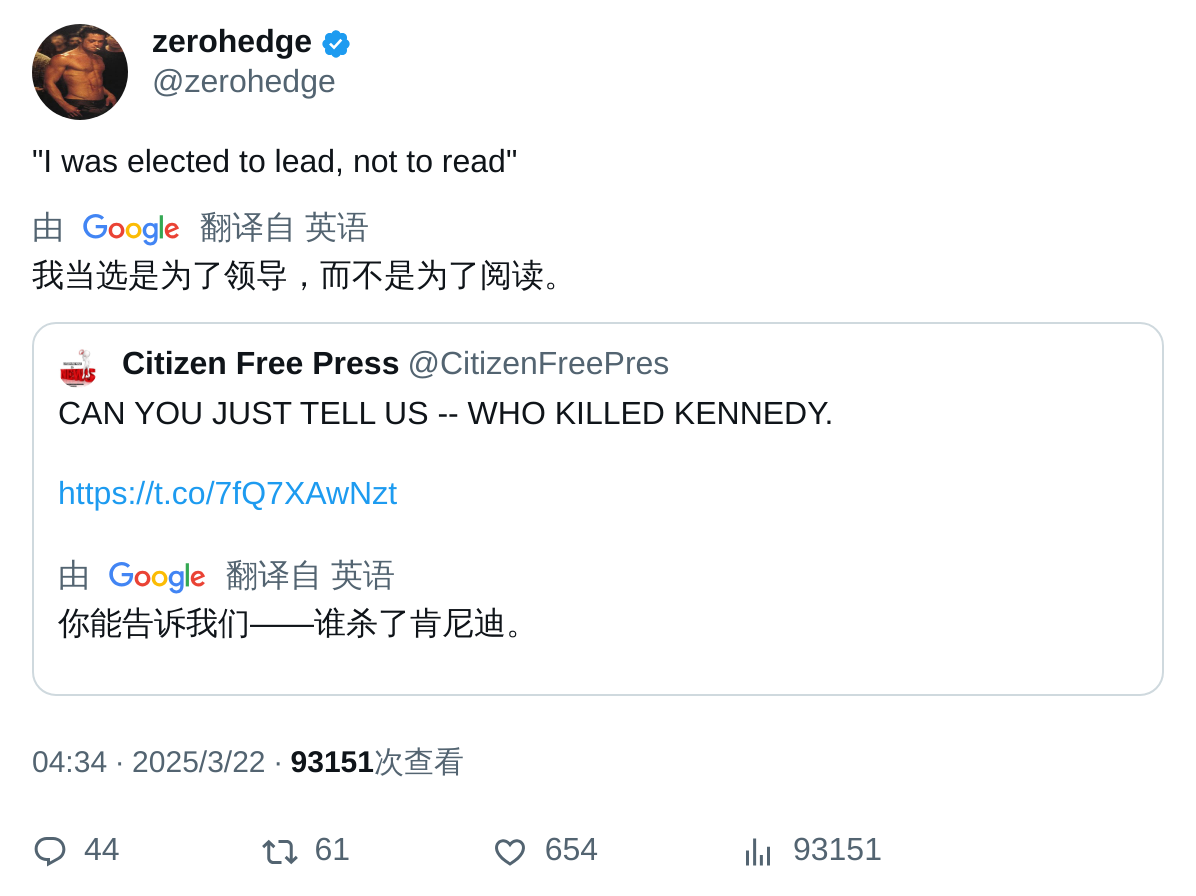 zerohedge
@zerohedge
"I was elected to lead, not to read"
由 Google 翻译自 英语
我当选是为了领导，而不是为了阅读。
Citizen Free Press @CitizenFreePres
CAN YOU JUST TELL US -- WHO KILLED KENNEDY.
https://t.co/7fQ7XAwNzt
由 Google 翻译自 英语
你能告诉我们——谁杀了肯尼迪。
04:34 · 2025/3/22 · 93151次查看
44 61 654 93151